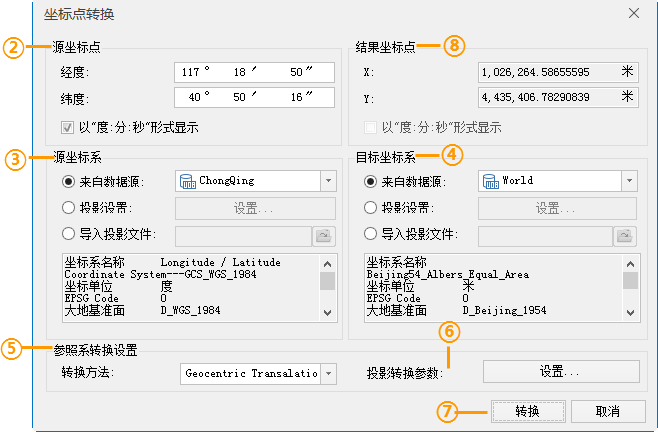 坐标点转换
② 源坐标点
经度: 117 ° 18 ′ 50 ″
纬度: 40 ° 50 ′ 16 ″
以"度:分:秒"形式显示
⑧ 结果坐标点
X: 1,026,264.58655595 米
Y: 4,435,406.78290839 米
以"度:分:秒"形式显示
③ 源坐标系
来自数据源: ChongQing
投影设置: 设置...
导入投影文件:
坐标系名称 Longitude / Latitude
Coordinate System---GCS_WGS_1984
坐标单位 度
EPSG Code 0
大地基准面 D_WGS_1984
④ 目标坐标系
来自数据源: World
投影设置: 设置...
导入投影文件:
坐标系名称
Beijing54_Albers_Equal_Area
坐标单位 米
EPSG Code 0
大地基准面 D_Beijing_1954
⑤ 参照系转换设置
转换方法: Geocentric Transalatio
⑥ 投影转换参数: 设置...
⑦ 转换 取消